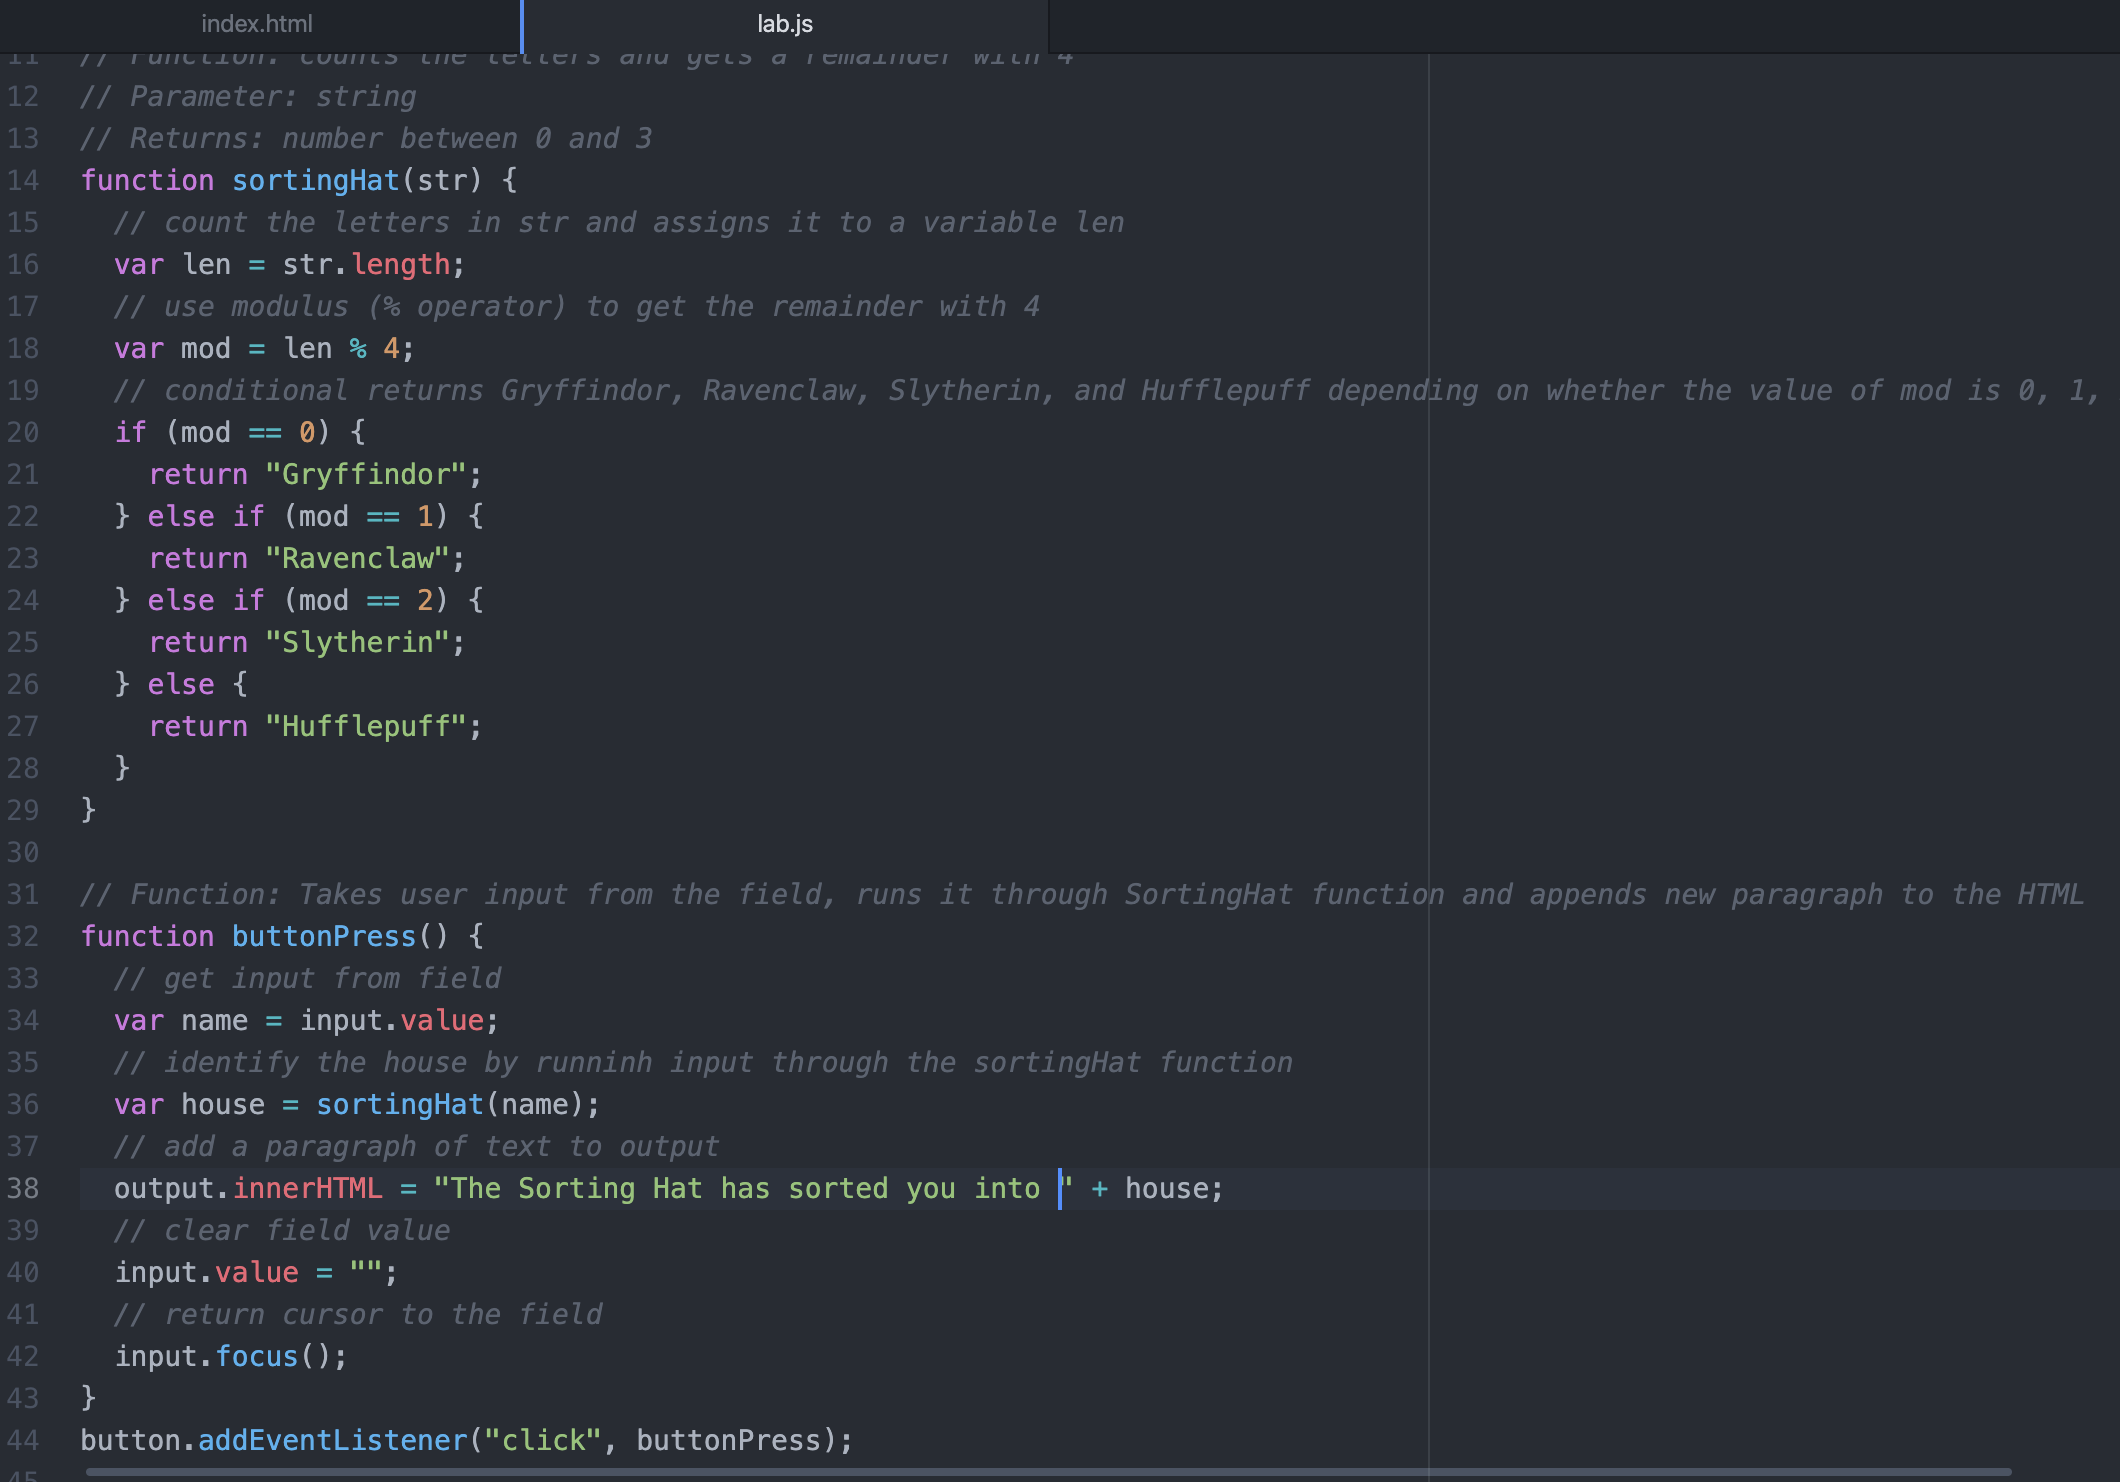 index.html
lab.js
11 // Function: counts the letters and gets a remainder with 4
12 // Parameter: string
13 // Returns: number between 0 and 3
14 function sortingHat(str) {
15   // count the letters in str and assigns it to a variable len
16   var len = str.length;
17   // use modulus (% operator) to get the remainder with 4
18   var mod = len % 4;
19   // conditional returns Gryffindor, Ravenclaw, Slytherin, and Hufflepuff depending on whether the value of mod is 0, 1,
20   if (mod == 0) {
21     return "Gryffindor";
22   } else if (mod == 1) {
23     return "Ravenclaw";
24   } else if (mod == 2) {
25     return "Slytherin";
26   } else {
27     return "Hufflepuff";
28   }
29 }
30
31 // Function: Takes user input from the field, runs it through SortingHat function and appends new paragraph to the HTML
32 function buttonPress() {
33   // get input from field
34   var name = input.value;
35   // identify the house by runninh input through the sortingHat function
36   var house = sortingHat(name);
37   // add a paragraph of text to output
38   output.innerHTML = "The Sorting Hat has sorted you into " + house;
39   // clear field value
40   input.value = "";
41   // return cursor to the field
42   input.focus();
43 }
44 button.addEventListener("click", buttonPress);
45